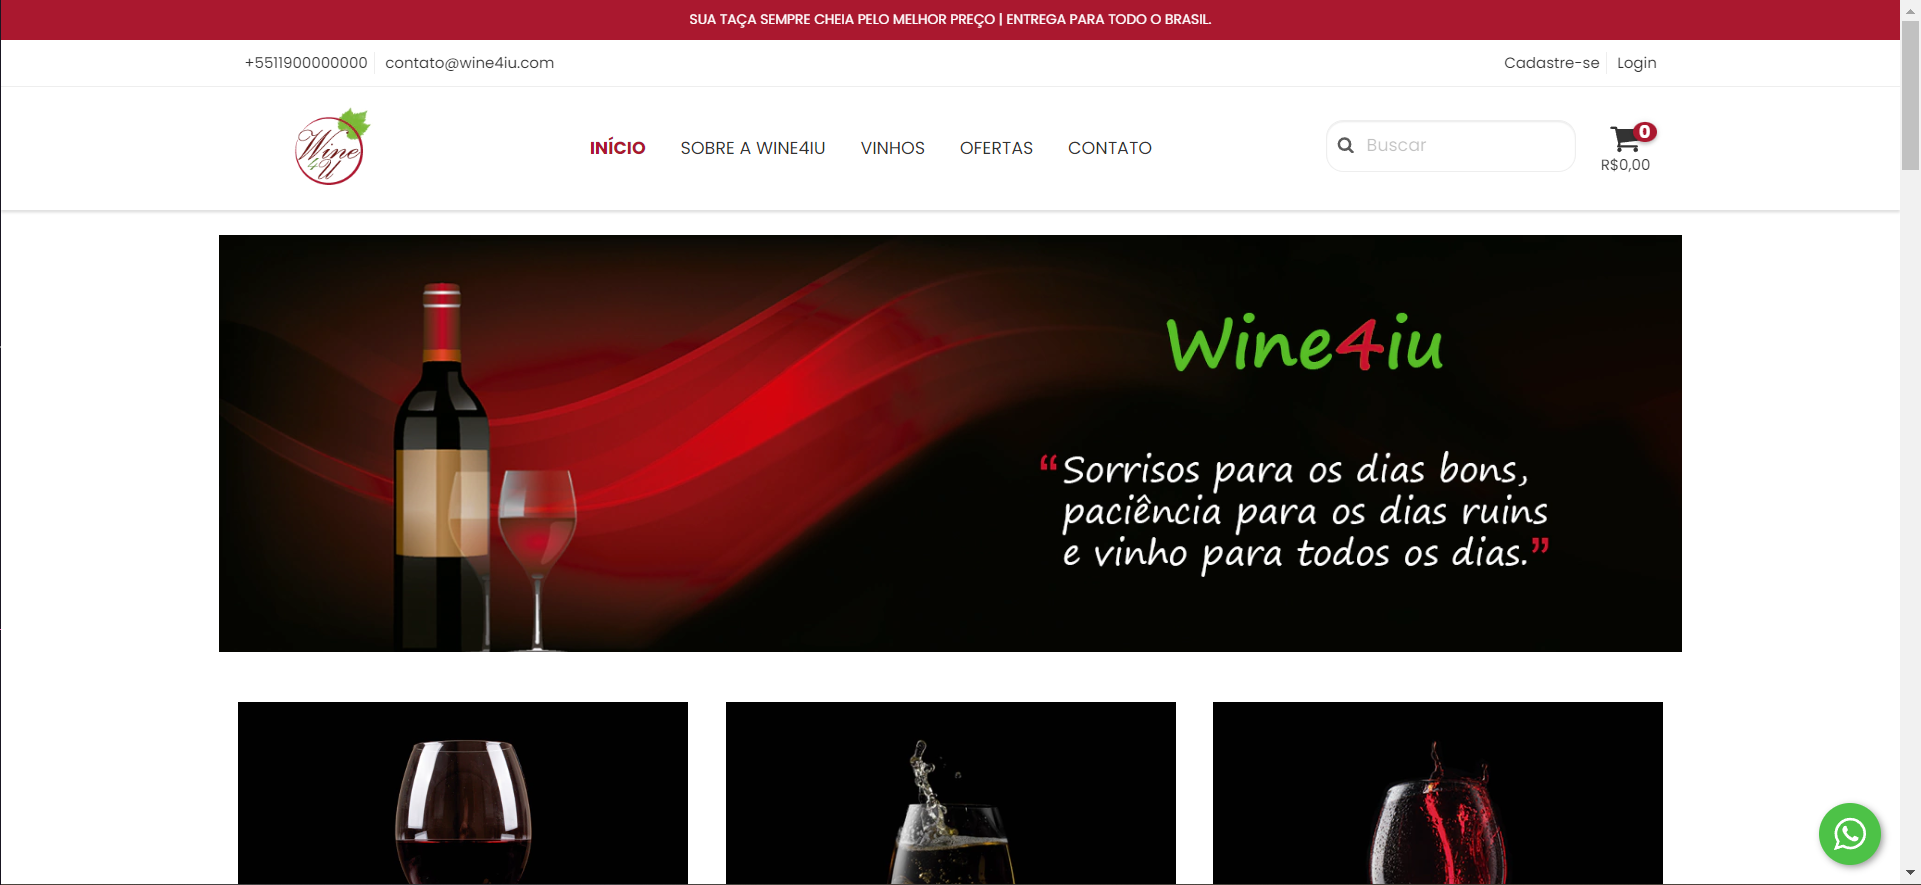 SUA TAÇA SEMPRE CHEIA PELO MELHOR PREÇO | ENTREGA PARA TODO O BRASIL.
+5511900000000 contato@wine4iu.com Cadastre-se Login
Wine
4
U
INÍCIO SOBRE A WINE4IU VINHOS OFERTAS CONTATO
Buscar
0
R$0,00
Wine4iu
“Sorrisos para os dias bons,
paciência para os dias ruins
e vinho para todos os dias.”